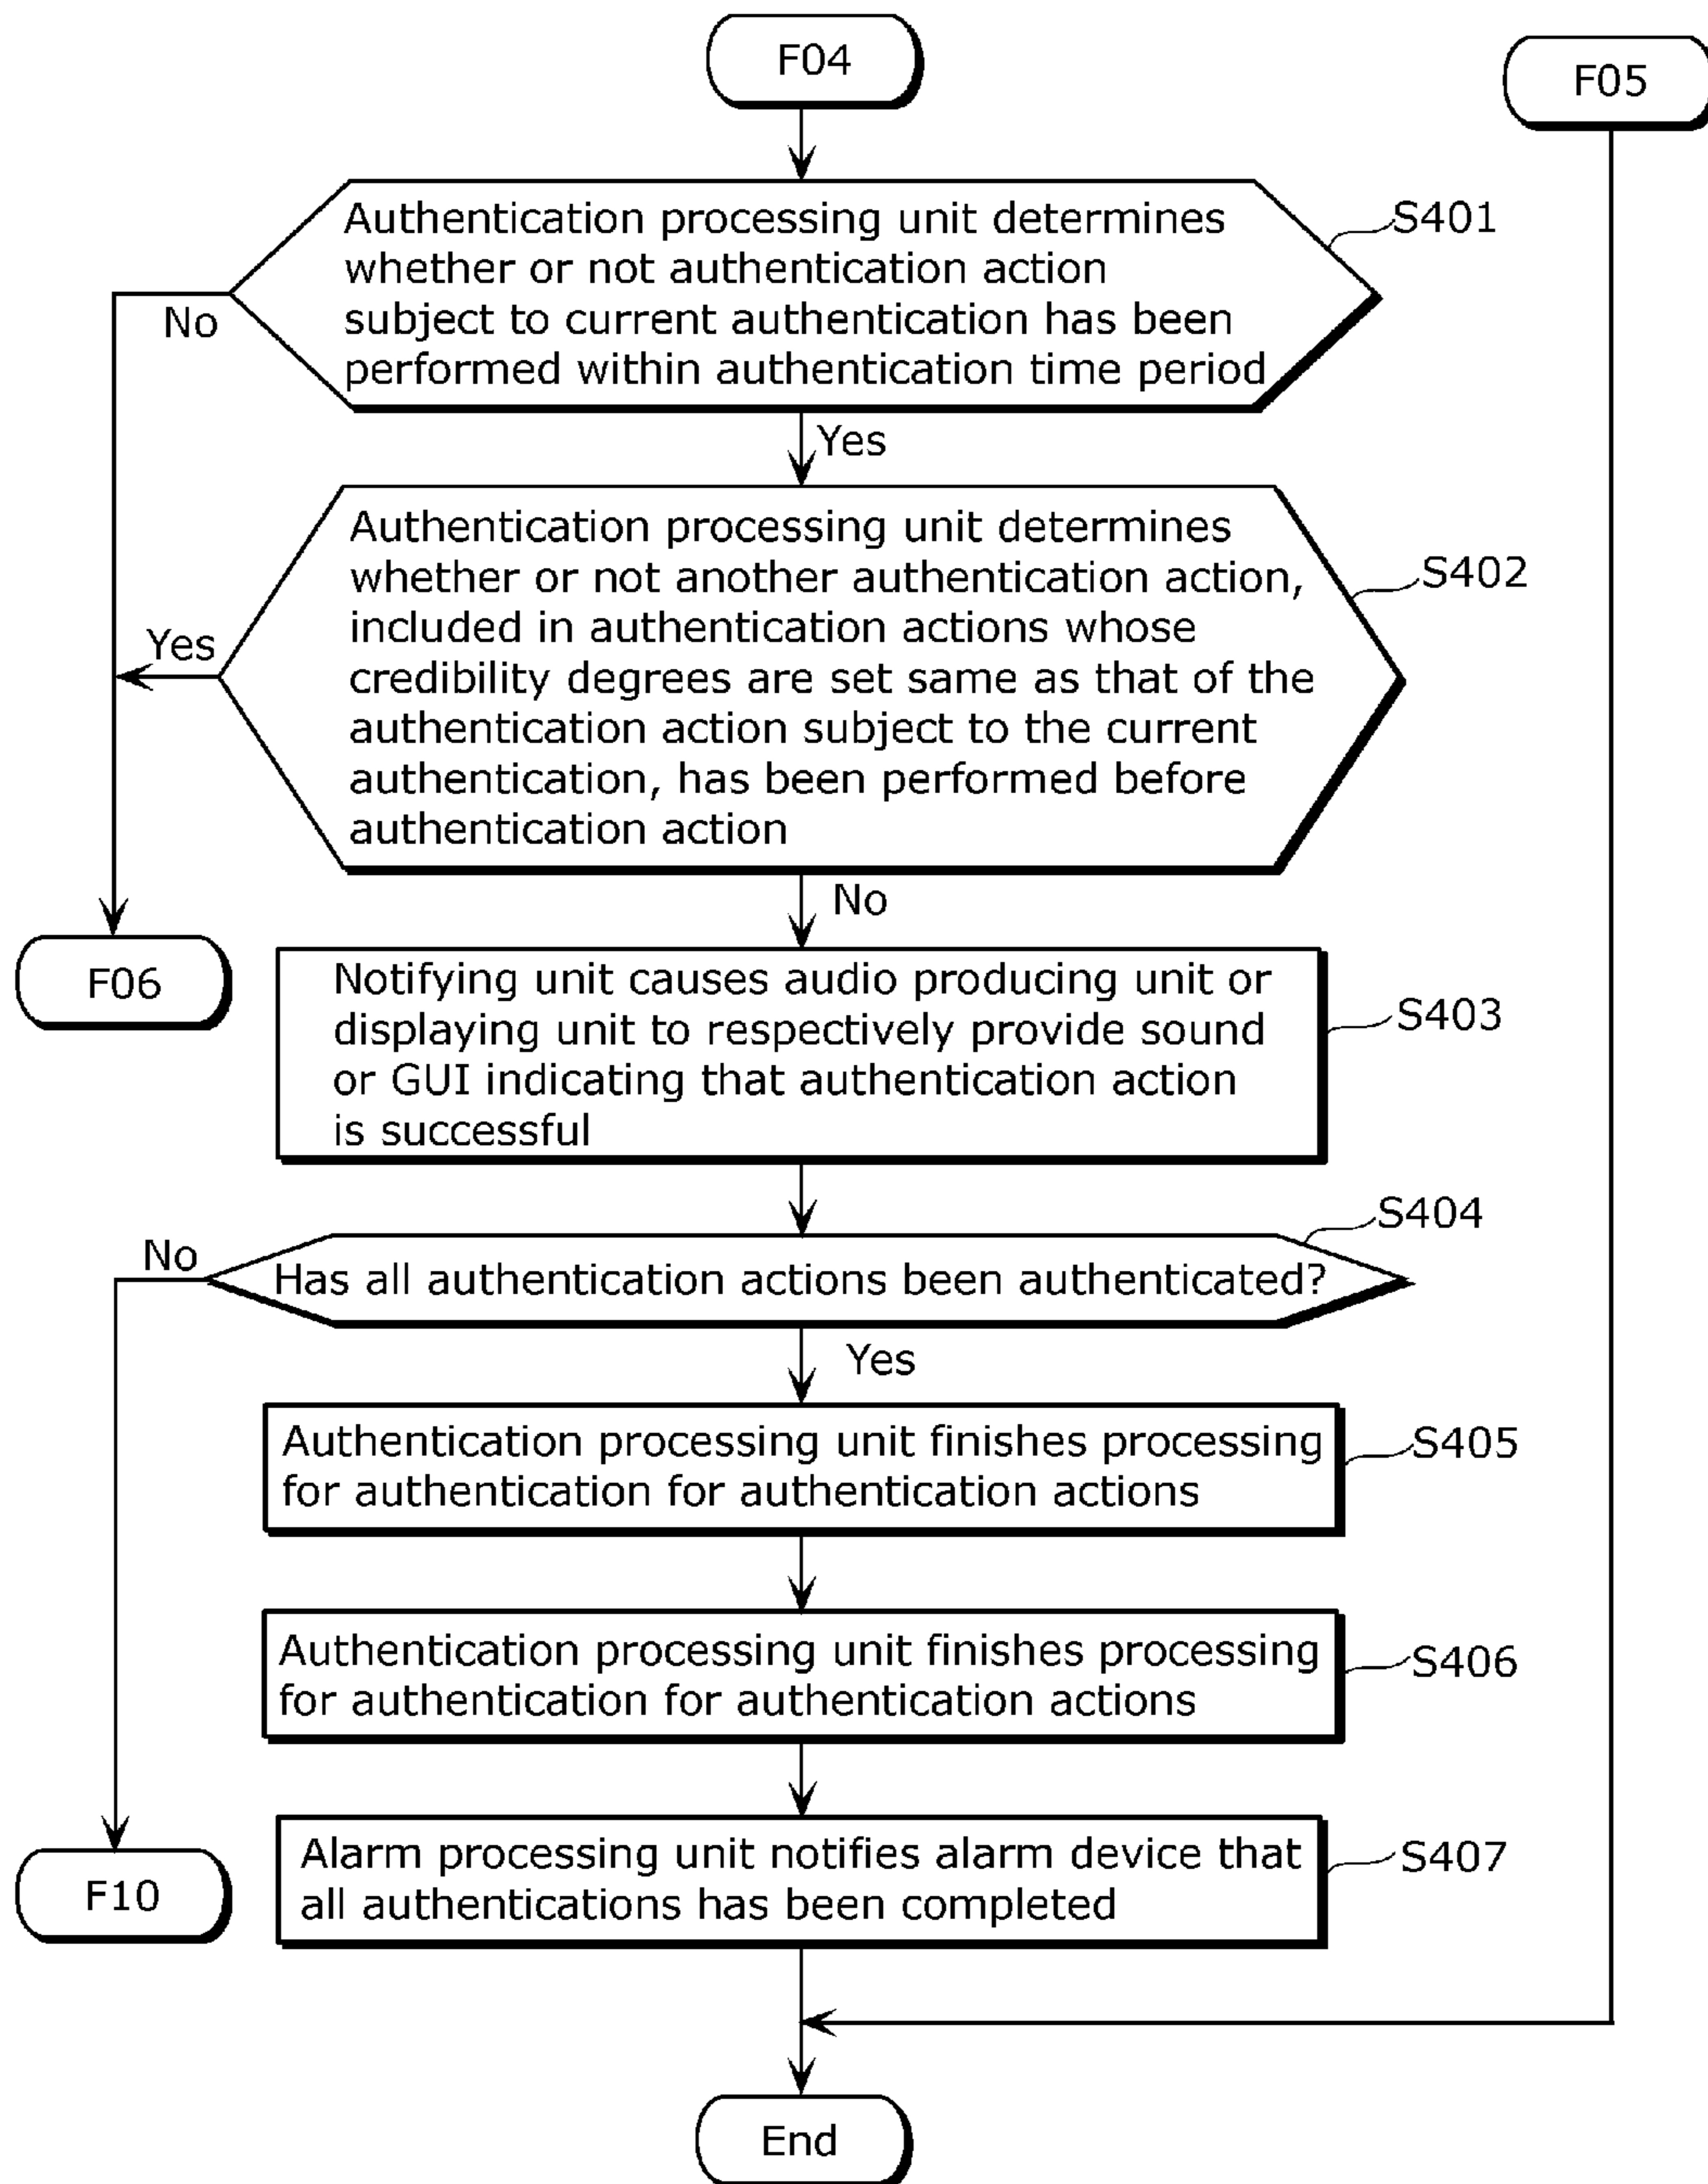 F04
F05
Authentication processing unit determines
whether or not authentication action
subject to current authentication has been
performed within authentication time period
S401
No
Yes
Authentication processing unit determines
whether or not another authentication action,
included in authentication actions whose
credibility degrees are set same as that of the
authentication action subject to the current
authentication, has been performed before
authentication action
S402
Yes
No
F06
Notifying unit causes audio producing unit or
displaying unit to respectively provide sound
or GUI indicating that authentication action
is successful
S403
S404
No
Has all authentication actions been authenticated?
Yes
Authentication processing unit finishes processing
for authentication for authentication actions
S405
Authentication processing unit finishes processing
for authentication for authentication actions
S406
Alarm processing unit notifies alarm device that
all authentications has been completed
S407
F10
End